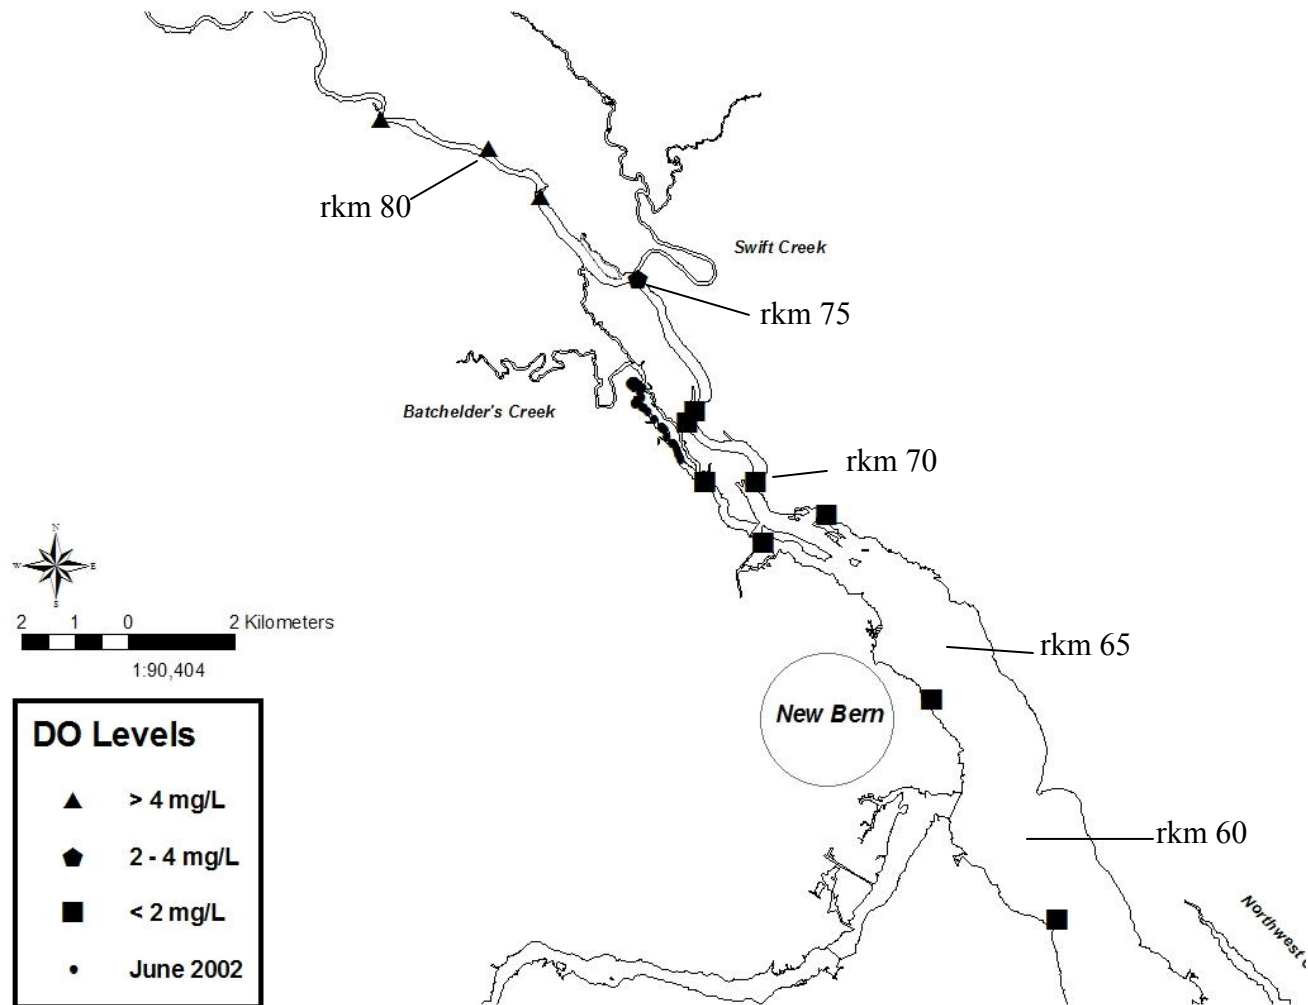 rkm 80
Swift Creek
rkm 75
Batchelder's Creek
rkm 70
N
W E
S
2 1 0 2 Kilometers
1:90,404
rkm 65
New Bern
rkm 60
Northwest
DO Levels
> 4 mg/L
2 - 4 mg/L
< 2 mg/L
June 2002